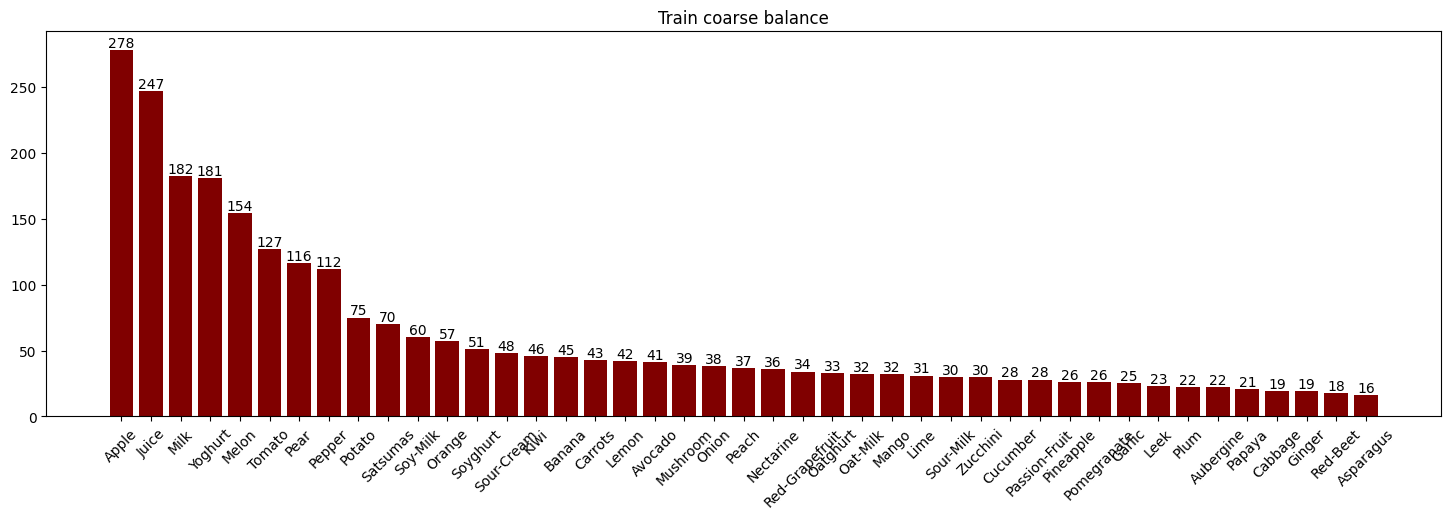 Train coarse balance
250
200
150
100
50
0
278
247
182
181
154
127
116
112
75
70
60
57
51
48
46
45
43
42
41
39
38
37
36
34
33
32
32
31
30
30
28
28
26
26
25
23
22
22
21
19
19
18
16
Apple
Juice
Milk
Yoghurt
Melon
Tomato
Pear
Pepper
Potato
Satsumas
Soy-Milk
Orange
Soyghurt
Sour-Cream
Kiwi
Banana
Carrots
Lemon
Avocado
Mushroom
Onion
Peach
Nectarine
Red-Grapefruit
Oatghurt
Oat-Milk
Mango
Lime
Sour-Milk
Zucchini
Cucumber
Passion-Fruit
Pineapple
Pomegranate
Garlic
Leek
Plum
Aubergine
Papaya
Cabbage
Ginger
Red-Beet
Asparagus